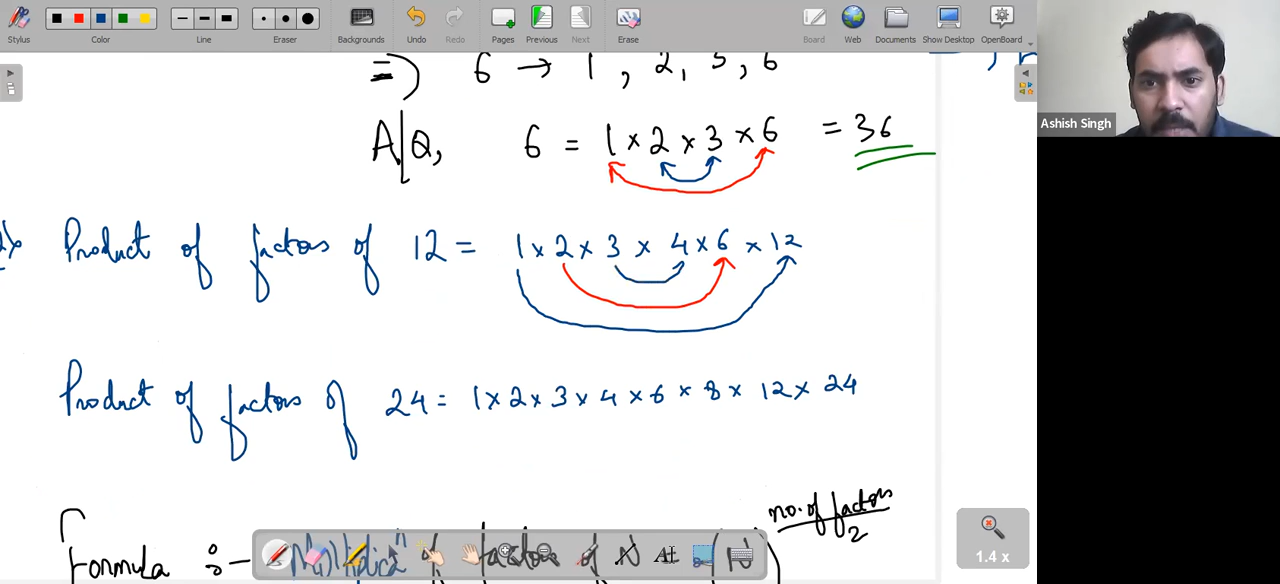 Stylus Color Line Eraser Backgrounds Undo Redo Pages Previous Next Erase Board Web Documents Show Desktop OpenBoard
Ashish Singh
=) 6 → 1, 2, 3, 6
A|Q, 6 = 1 × 2 × 3 × 6 = 36
Product of factors of 12 = 1 × 2 × 3 × 4 × 6 × 12
Product of factors of 24 = 1 × 2 × 3 × 4 × 6 × 8 × 12 × 24
Formula ÷ - of factors of N (N) no. of factors
2
1.4 x